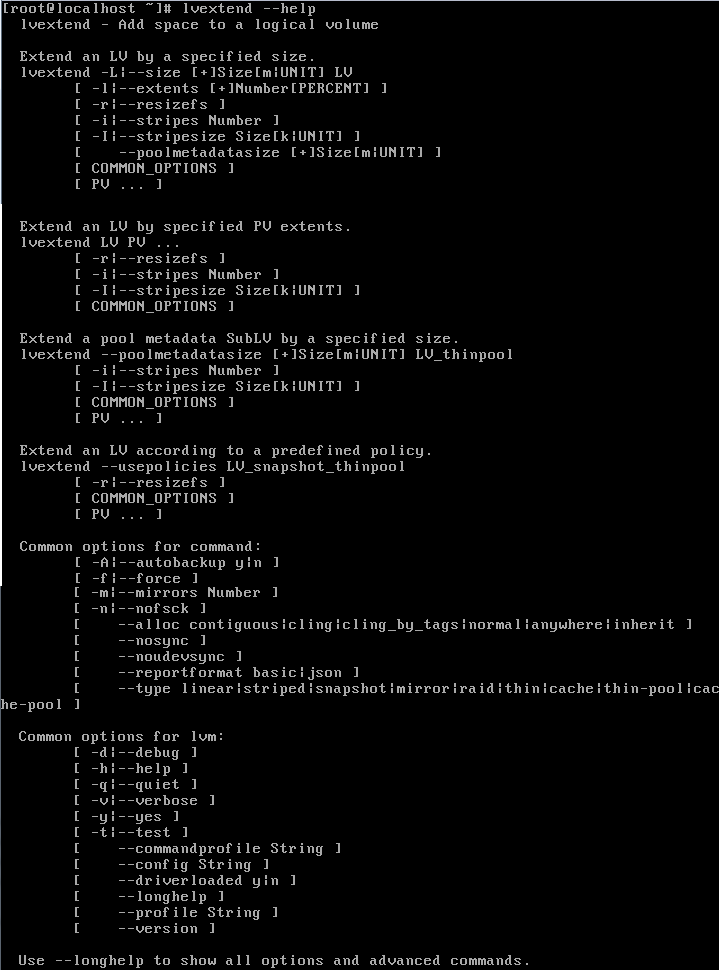 [root@localhost ~]# lvextend --help
  lvextend - Add space to a logical volume

  Extend an LV by a specified size.
  lvextend -L|--size [+]Size[m|UNIT] LV
        [ -l|--extents [+]Number[PERCENT] ]
        [ -r|--resizefs ]
        [ -i|--stripes Number ]
        [ -I|--stripesize Size[k|UNIT] ]
        [    --poolmetadatasize [+]Size[m|UNIT] ]
        [ COMMON_OPTIONS ]
        [ PV ... ]

  Extend an LV by specified PV extents.
  lvextend LV PV ...
        [ -r|--resizefs ]
        [ -i|--stripes Number ]
        [ -I|--stripesize Size[k|UNIT] ]
        [ COMMON_OPTIONS ]

  Extend a pool metadata SubLV by a specified size.
  lvextend --poolmetadatasize [+]Size[m|UNIT] LV_thinpool
        [ -i|--stripes Number ]
        [ -I|--stripesize Size[k|UNIT] ]
        [ COMMON_OPTIONS ]
        [ PV ... ]

  Extend an LV according to a predefined policy.
  lvextend --usepolicies LV_snapshot_thinpool
        [ -r|--resizefs ]
        [ COMMON_OPTIONS ]
        [ PV ... ]

  Common options for command:
        [ -A|--autobackup y|n ]
        [ -f|--force ]
        [ -m|--mirrors Number ]
        [ -n|--nofsck ]
        [    --alloc contiguous|cling|cling_by_tags|normal|anywhere|inherit ]
        [    --nosync ]
        [    --noudevsync ]
        [    --reportformat basic|json ]
        [    --type linear|striped|snapshot|mirror|raid|thin|cache|thin-pool|cac
he-pool ]

  Common options for lvm:
        [ -d|--debug ]
        [ -h|--help ]
        [ -q|--quiet ]
        [ -v|--verbose ]
        [ -y|--yes ]
        [ -t|--test ]
        [    --commandprofile String ]
        [    --config String ]
        [    --driverloaded y|n ]
        [    --longhelp ]
        [    --profile String ]
        [    --version ]

  Use --longhelp to show all options and advanced commands.